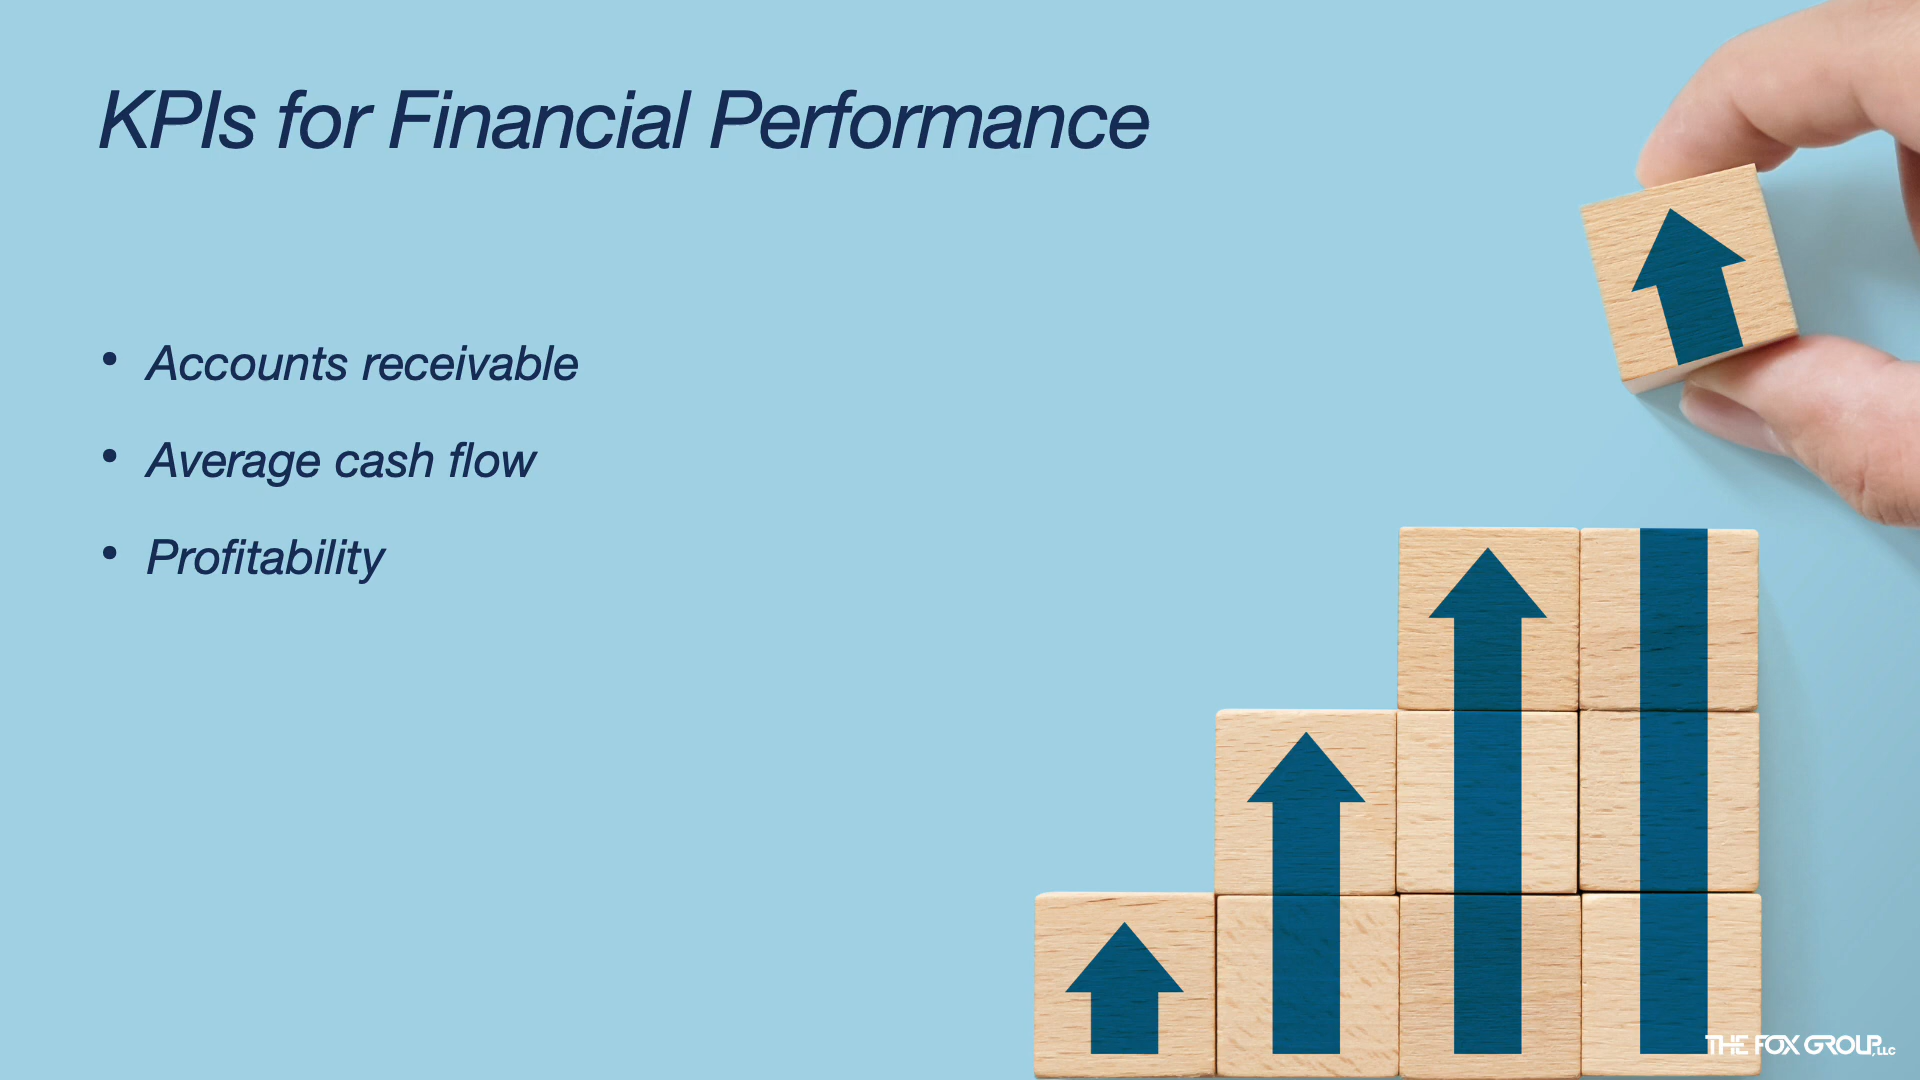 KPIs for Financial Performance
• Accounts receivable
• Average cash flow
• Profitability
THE FOX GROUP, LLC